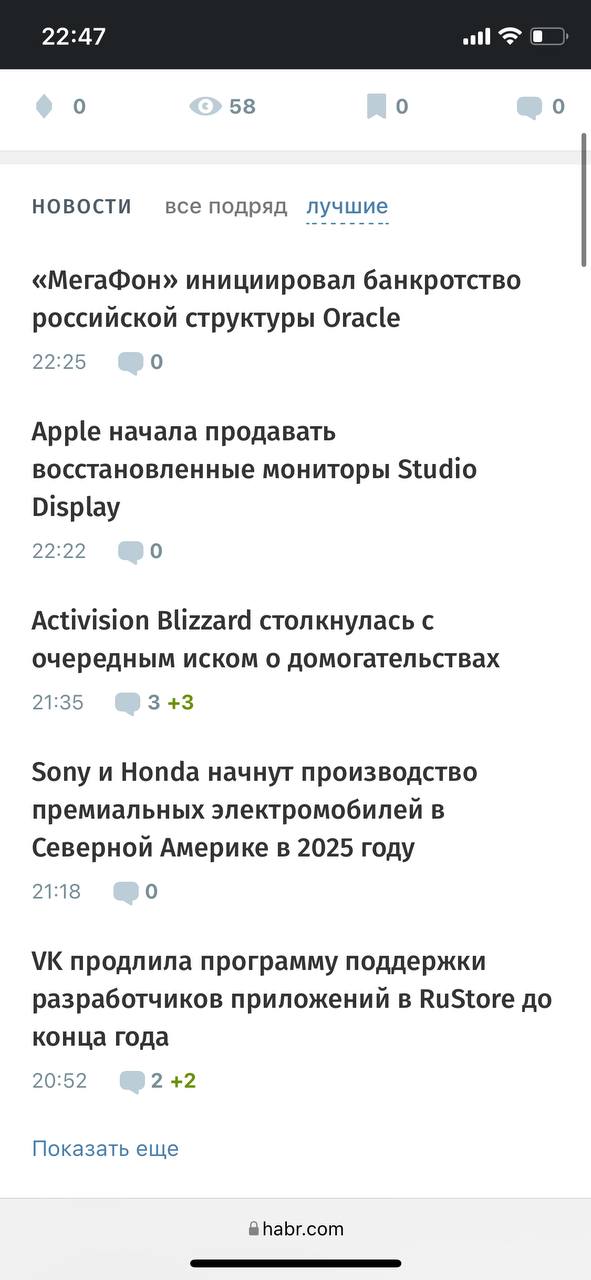 22:47
0 58 0 0
НОВОСТИ все подряд лучшие
«МегаФон» инициировал банкротство
российской структуры Oracle
22:25 0
Apple начала продавать
восстановленные мониторы Studio
Display
22:22 0
Activision Blizzard столкнулась с
очередным иском о домогательствах
21:35 3 +3
Sony и Honda начнут производство
премиальных электромобилей в
Северной Америке в 2025 году
21:18 0
VK продлила программу поддержки
разработчиков приложений в RuStore до
конца года
20:52 2 +2
Показать еще
habr.com